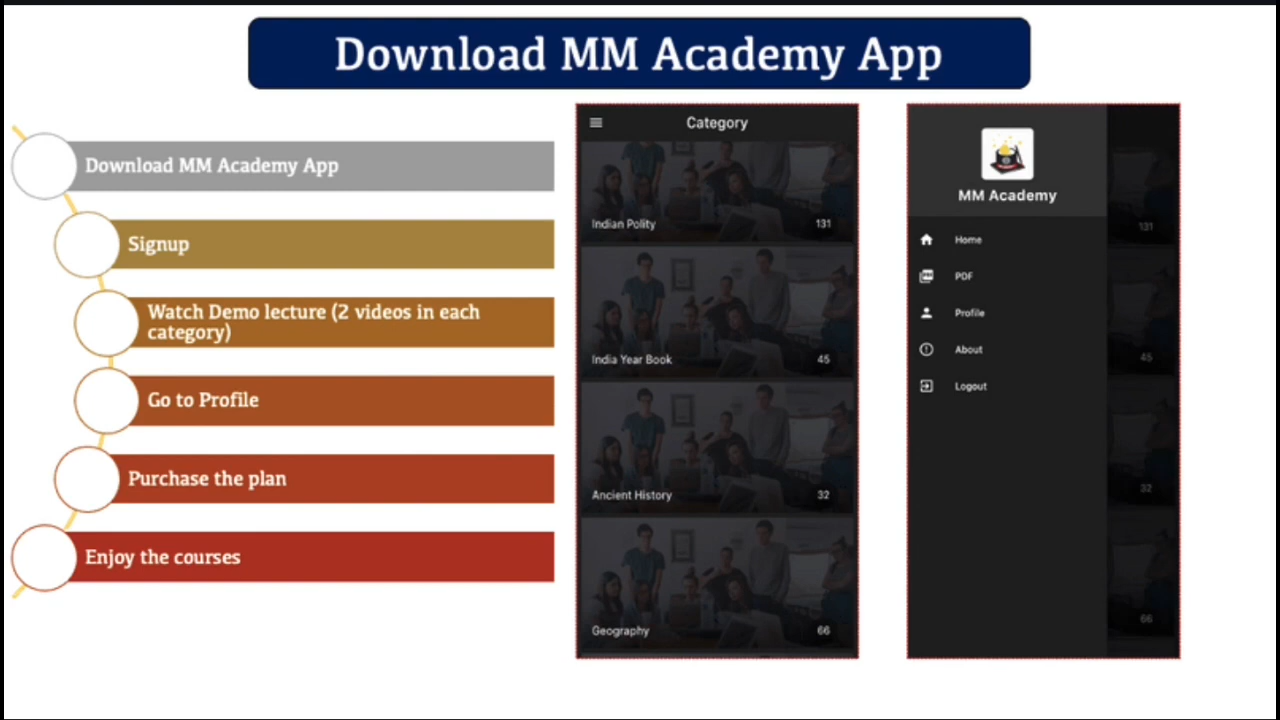 Download MM Academy App
Download MM Academy App
Signup
Watch Demo lecture (2 videos in each
category)
Go to Profile
Purchase the plan
Enjoy the courses
Category
Indian Polity 131
India Year Book 45
Ancient History 32
Geography 66
MM Academy
Home
PDF
Profile
About
Logout
131
45
32
66